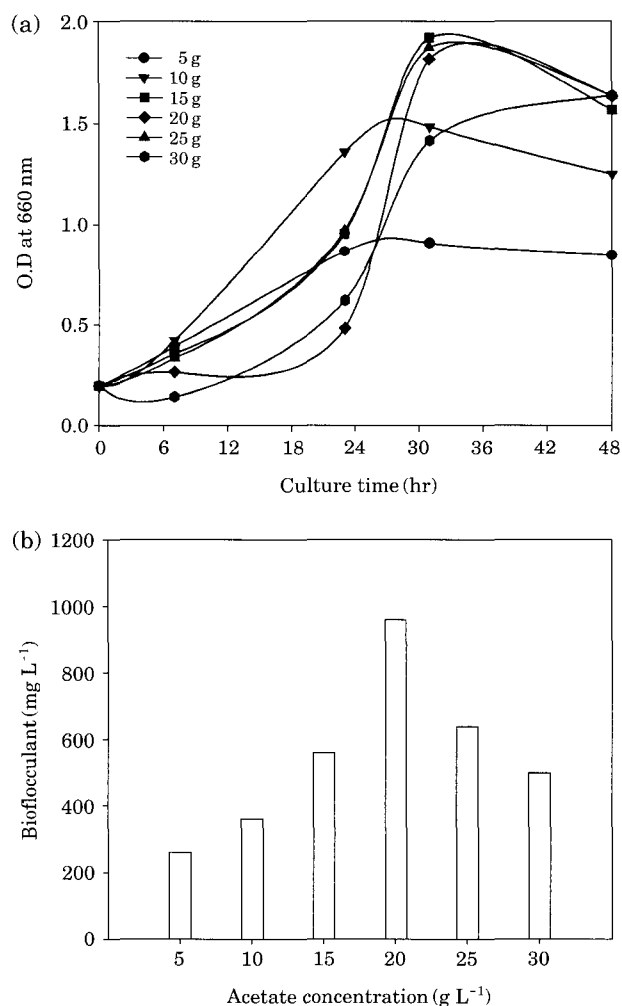 (a)
2.0
1.5
1.0
0.5
0.0
O.D at 660 nm
5 g
10 g
15 g
20 g
25 g
30 g
0 6 12 18 24 30 36 42 48
Culture time (hr)
(b)
1200
1000
800
600
400
200
0
Bioflocculant (mg L⁻¹)
5 10 15 20 25 30
Acetate concentration (g L⁻¹)